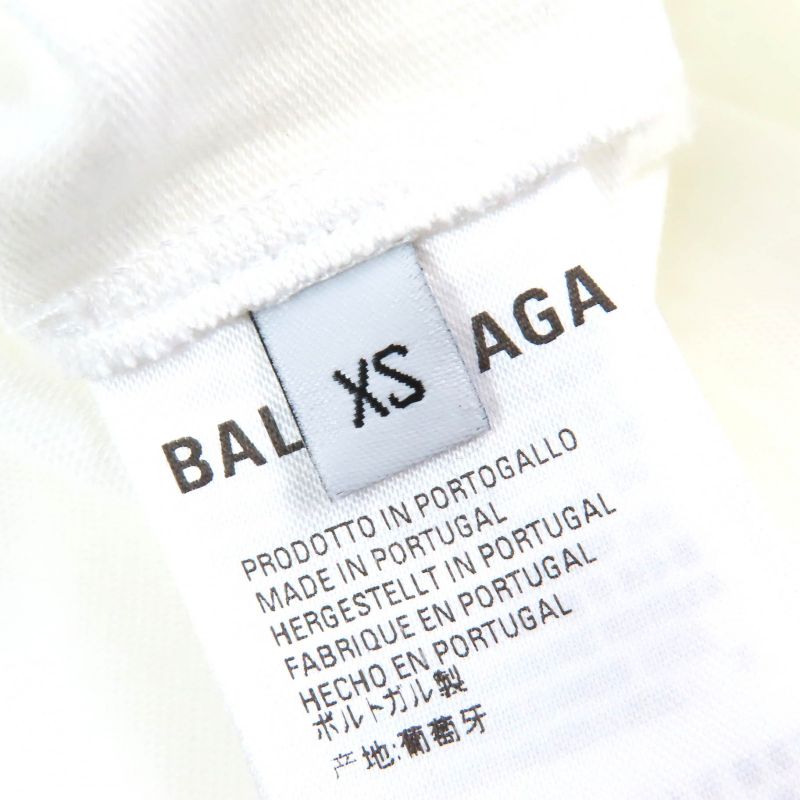 BAL AGA
XS
PRODOTTO IN PORTOGALLO
MADE IN PORTUGAL
HERGESTELLT IN PORTUGAL
FABRIQUE EN PORTUGAL
HECHO EN PORTUGAL
ポルトガル製
产地:葡萄牙